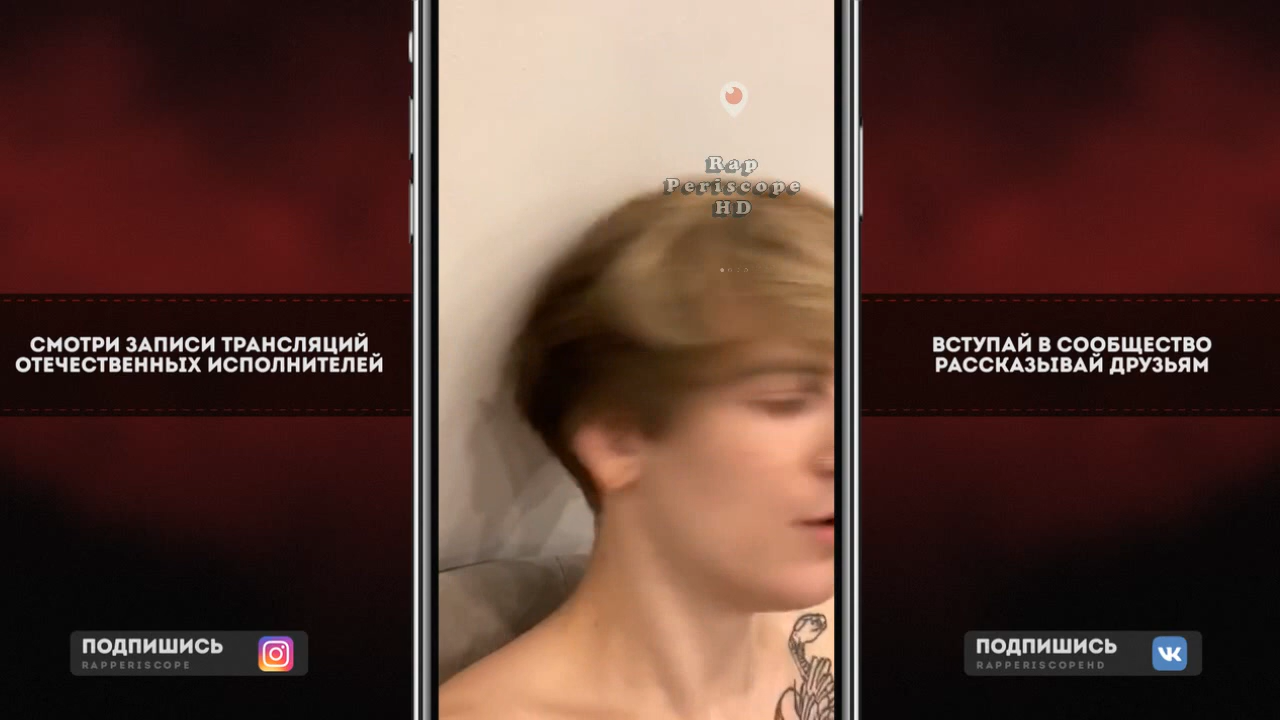 Rap
Periscope
HD
СМОТРИ ЗАПИСИ ТРАНСЛЯЦИЙ
ОТЕЧЕСТВЕННЫХ ИСПОЛНИТЕЛЕЙ
ВСТУПАЙ В СООБЩЕСТВО
РАССКАЗЫВАЙ ДРУЗЬЯМ
ПОДПИШИСЬ
RAPPERISCOPE
ПОДПИШИСЬ
RAPPERISCOPEHD